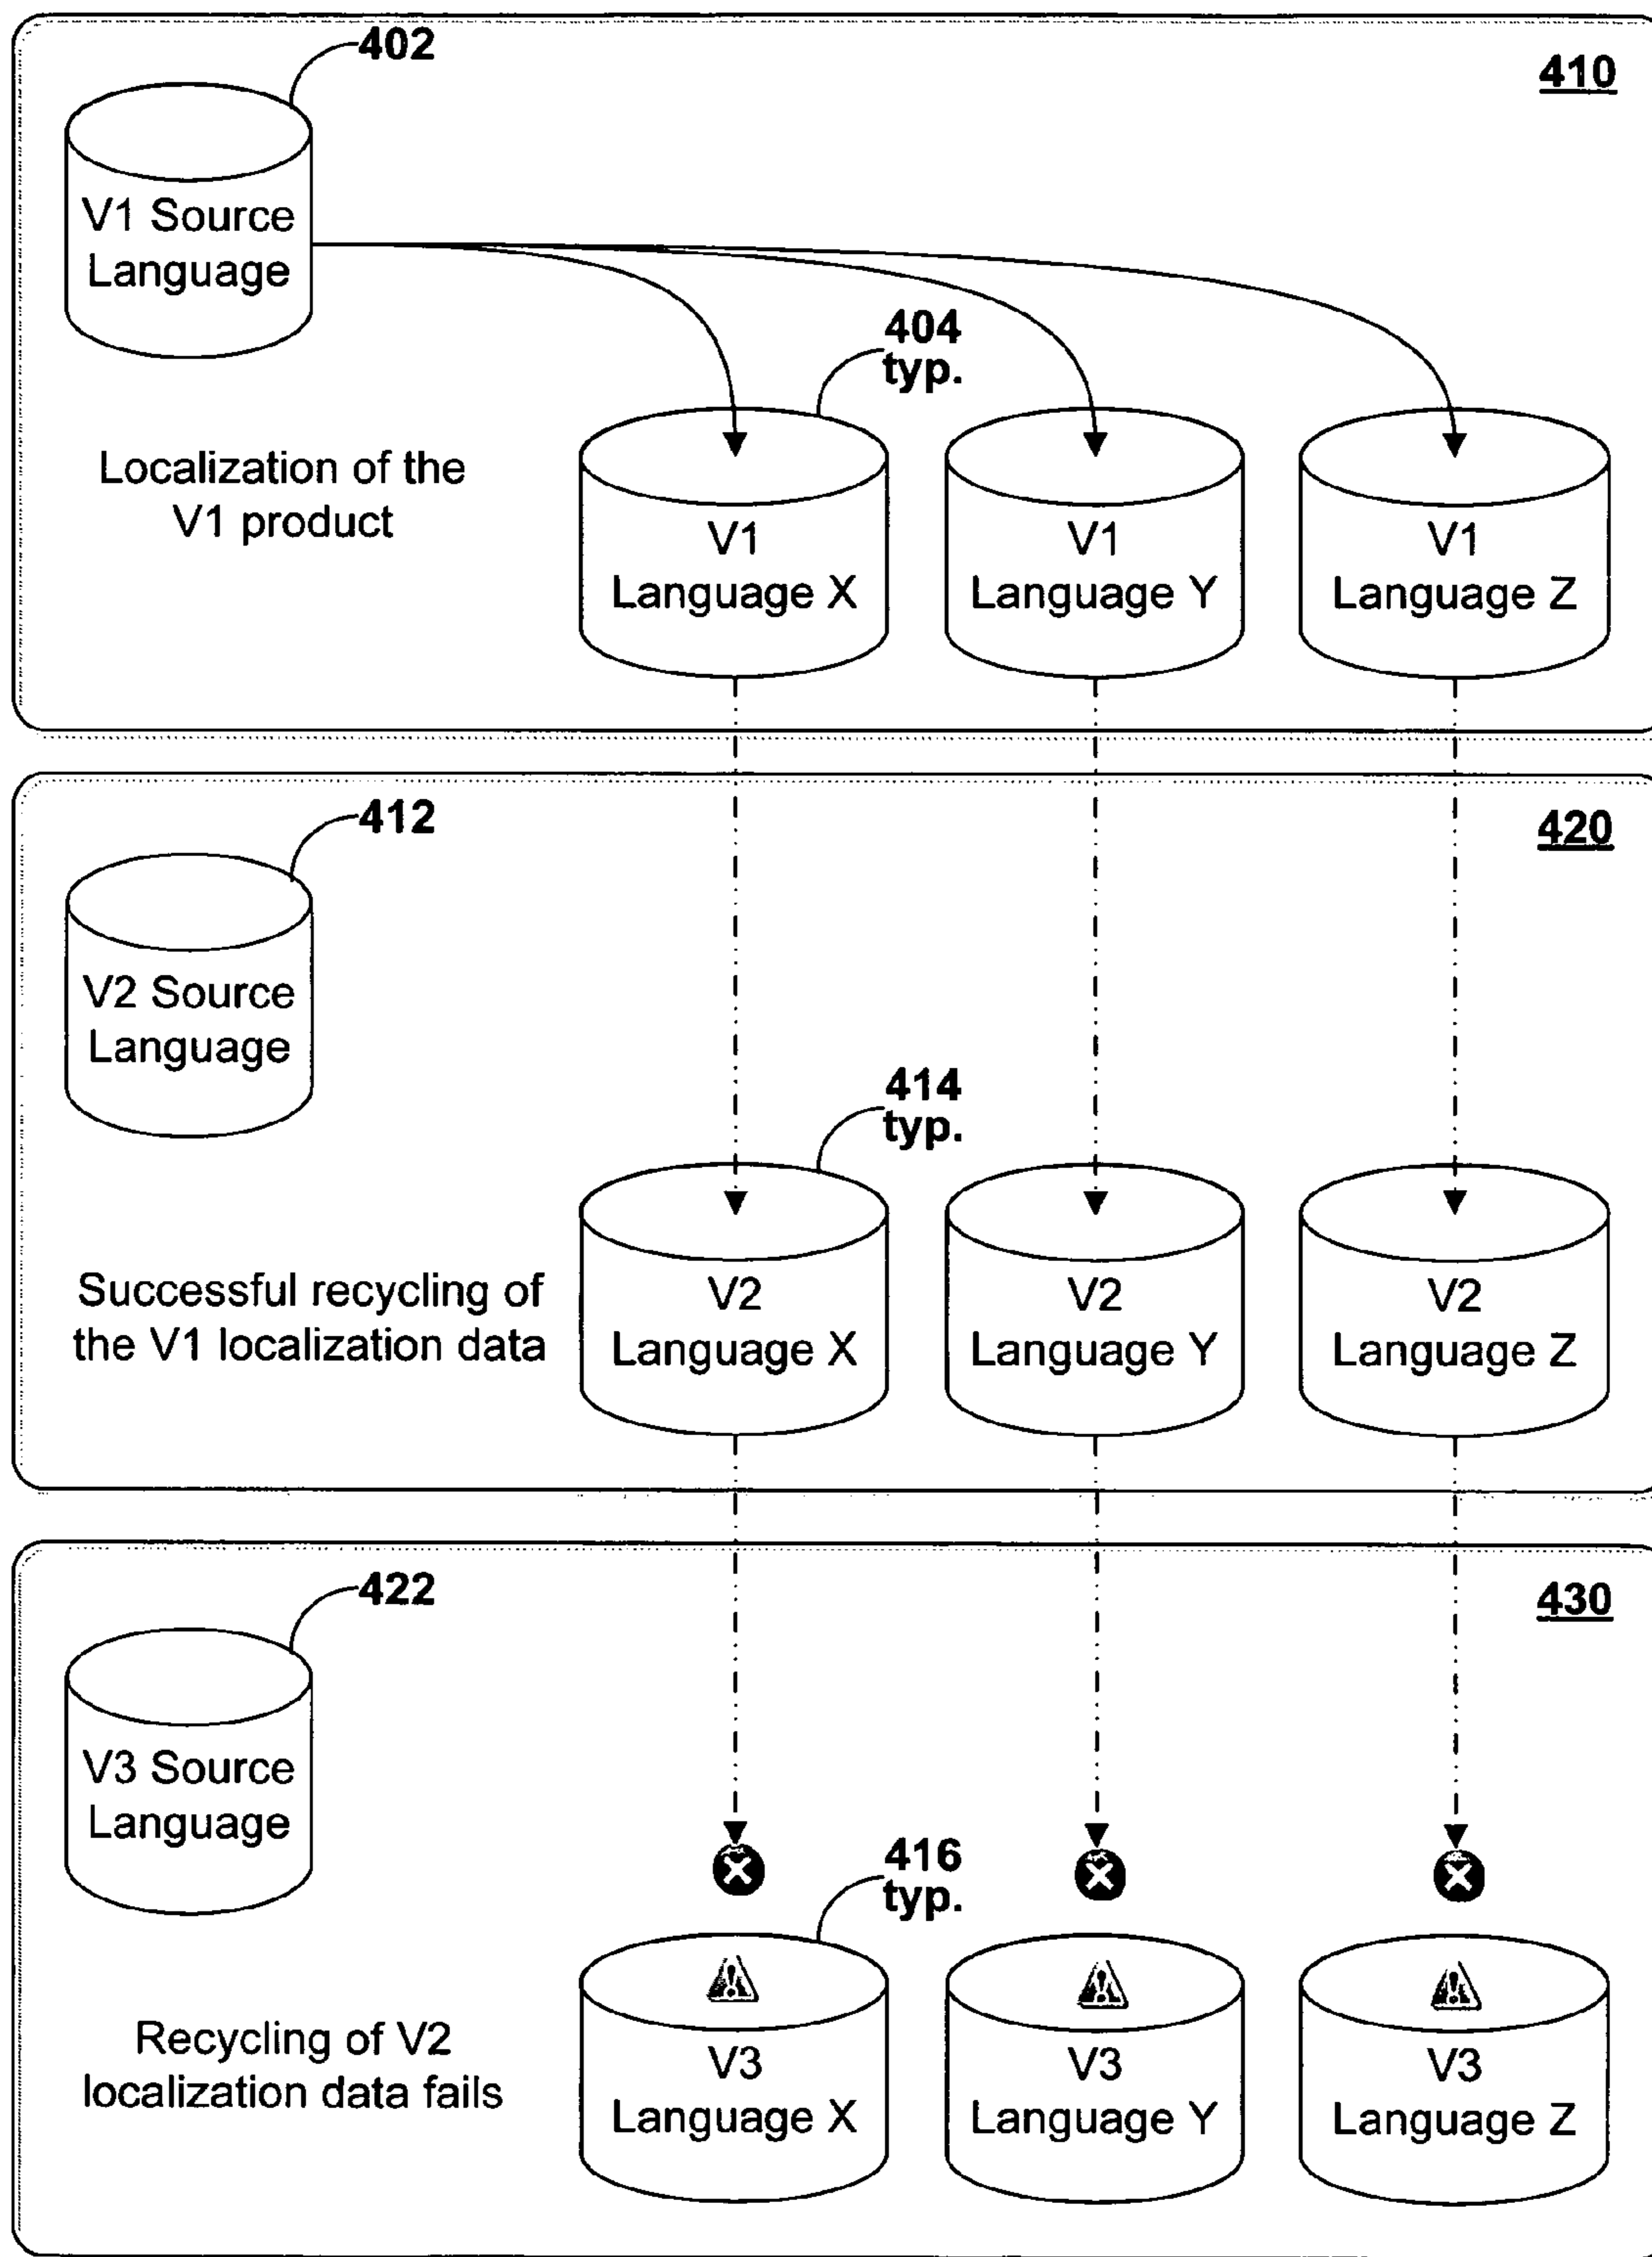 402
410
V1 Source
Language
404
typ.
Localization of the
V1 product
V1
Language X
V1
Language Y
V1
Language Z
412
420
V2 Source
Language
414
typ.
Successful recycling of
the V1 localization data
V2
Language X
V2
Language Y
V2
Language Z
422
430
V3 Source
Language
416
typ.
Recycling of V2
localization data fails
V3
Language X
V3
Language Y
V3
Language Z